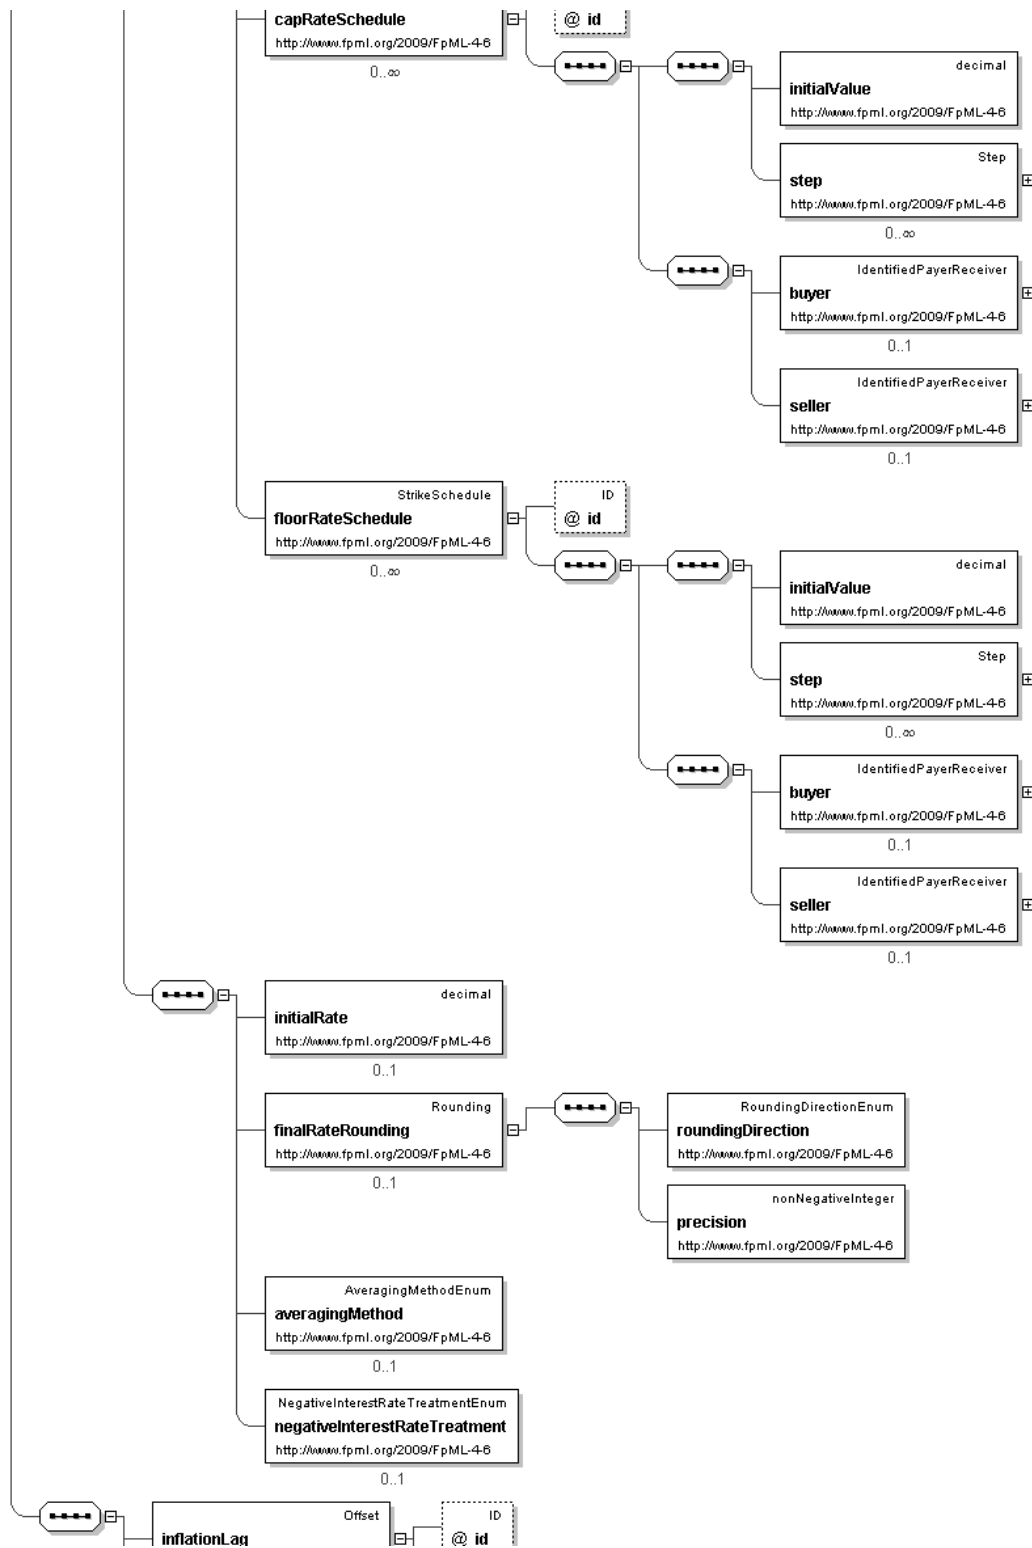 capRateSchedule
http://www.fpml.org/2009/FpML-4-6
0..∞
@ id
decimal
initialValue
http://www.fpml.org/2009/FpML-4-6
Step
step
http://www.fpml.org/2009/FpML-4-6
0..∞
IdentifiedPayerReceiver
buyer
http://www.fpml.org/2009/FpML-4-6
0..1
IdentifiedPayerReceiver
seller
http://www.fpml.org/2009/FpML-4-6
0..1
StrikeSchedule
floorRateSchedule
http://www.fpml.org/2009/FpML-4-6
0..∞
ID
@ id
decimal
initialValue
http://www.fpml.org/2009/FpML-4-6
Step
step
http://www.fpml.org/2009/FpML-4-6
0..∞
IdentifiedPayerReceiver
buyer
http://www.fpml.org/2009/FpML-4-6
0..1
IdentifiedPayerReceiver
seller
http://www.fpml.org/2009/FpML-4-6
0..1
decimal
initialRate
http://www.fpml.org/2009/FpML-4-6
0..1
Rounding
finalRateRounding
http://www.fpml.org/2009/FpML-4-6
0..1
RoundingDirectionEnum
roundingDirection
http://www.fpml.org/2009/FpML-4-6
nonNegativeInteger
precision
http://www.fpml.org/2009/FpML-4-6
AveragingMethodEnum
averagingMethod
http://www.fpml.org/2009/FpML-4-6
0..1
NegativeInterestRateTreatmentEnum
negativeInterestRateTreatment
http://www.fpml.org/2009/FpML-4-6
0..1
Offset
inflationLag
ID
@ id